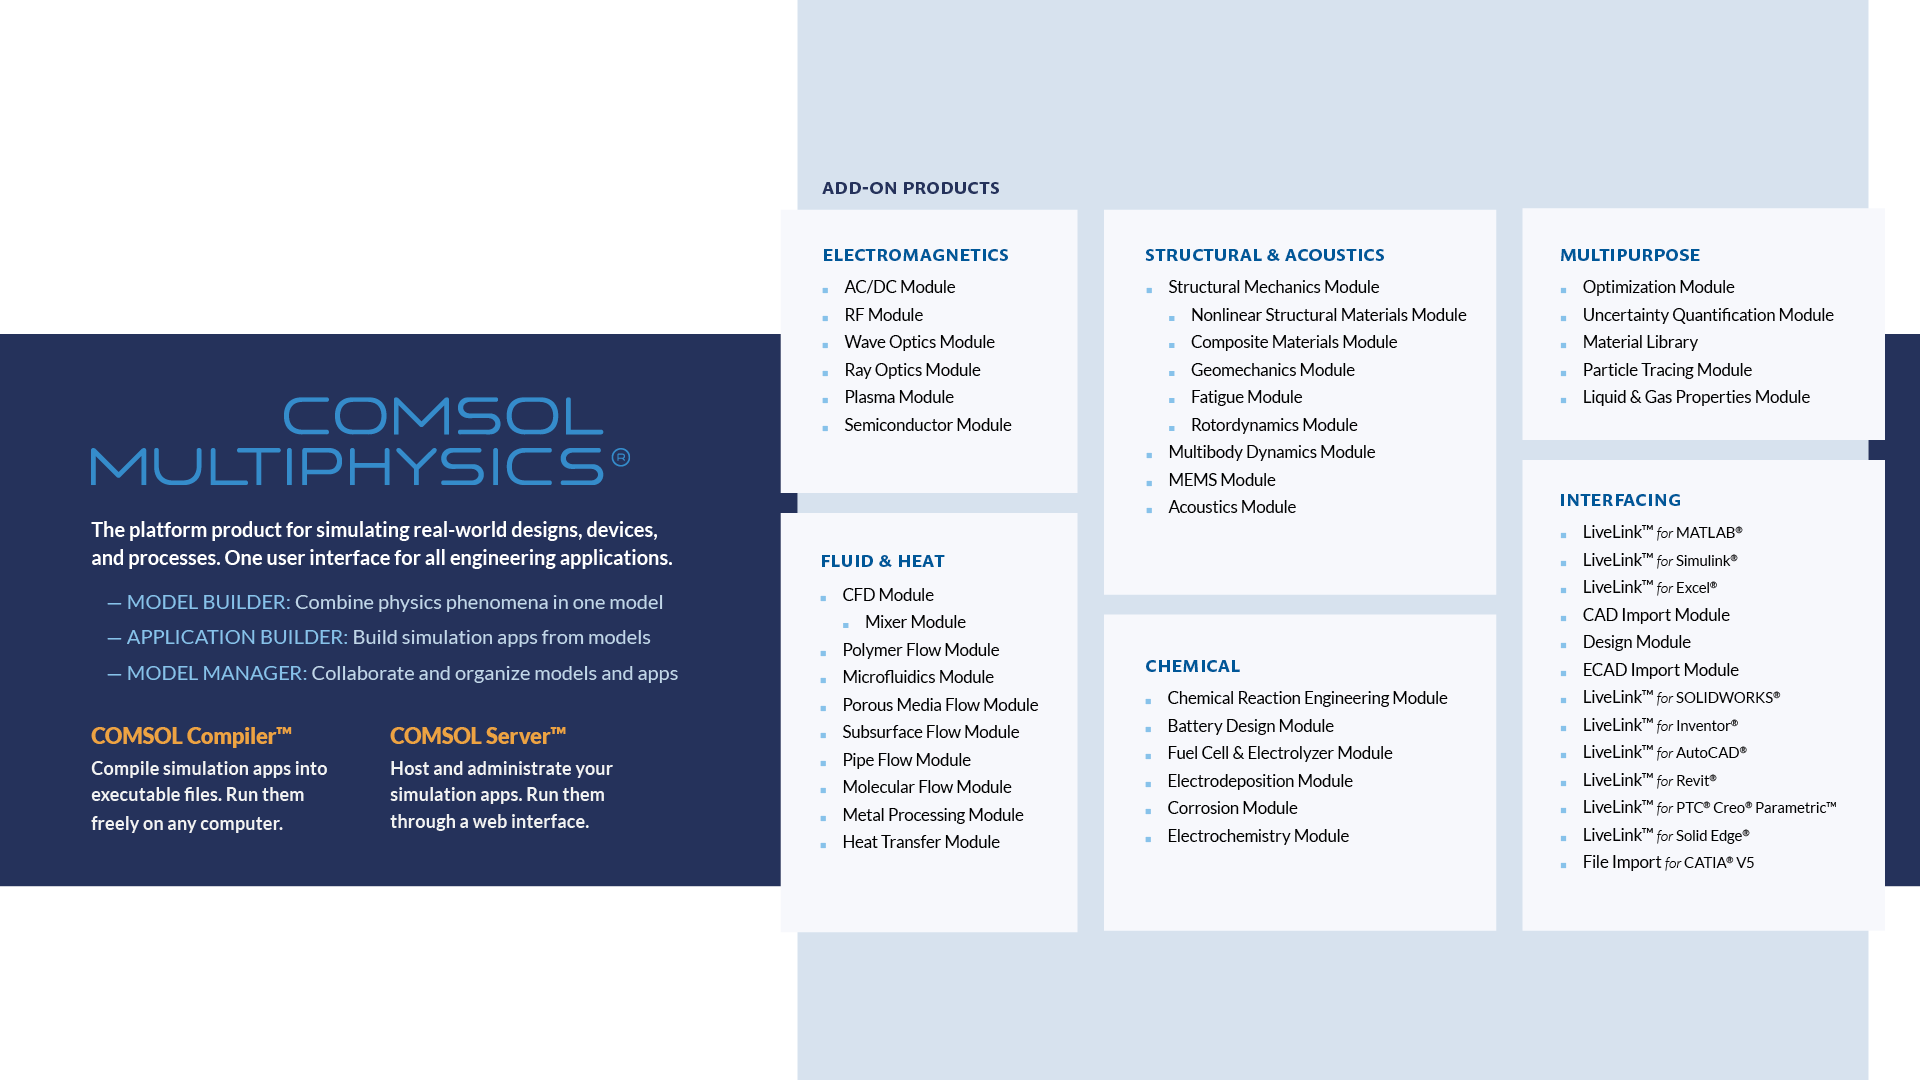 COMSOL
MULTIPHYSICS®
The platform product for simulating real-world designs, devices,
and processes. One user interface for all engineering applications.
— MODEL BUILDER: Combine physics phenomena in one model
— APPLICATION BUILDER: Build simulation apps from models
— MODEL MANAGER: Collaborate and organize models and apps
COMSOL Compiler™
Compile simulation apps into
executable files. Run them
freely on any computer.
COMSOL Server™
Host and administrate your
simulation apps. Run them
through a web interface.
ADD-ON PRODUCTS
ELECTROMAGNETICS
AC/DC Module
RF Module
Wave Optics Module
Ray Optics Module
Plasma Module
Semiconductor Module
FLUID & HEAT
CFD Module
Mixer Module
Polymer Flow Module
Microfluidics Module
Porous Media Flow Module
Subsurface Flow Module
Pipe Flow Module
Molecular Flow Module
Metal Processing Module
Heat Transfer Module
STRUCTURAL & ACOUSTICS
Structural Mechanics Module
Nonlinear Structural Materials Module
Composite Materials Module
Geomechanics Module
Fatigue Module
Rotordynamics Module
Multibody Dynamics Module
MEMS Module
Acoustics Module
CHEMICAL
Chemical Reaction Engineering Module
Battery Design Module
Fuel Cell & Electrolyzer Module
Electrodeposition Module
Corrosion Module
Electrochemistry Module
MULTIPURPOSE
Optimization Module
Uncertainty Quantification Module
Material Library
Particle Tracing Module
Liquid & Gas Properties Module
INTERFACING
LiveLink™ for MATLAB®
LiveLink™ for Simulink®
LiveLink™ for Excel®
CAD Import Module
Design Module
ECAD Import Module
LiveLink™ for SOLIDWORKS®
LiveLink™ for Inventor®
LiveLink™ for AutoCAD®
LiveLink™ for Revit®
LiveLink™ for PTC® Creo® Parametric™
LiveLink™ for Solid Edge®
File Import for CATIA® V5